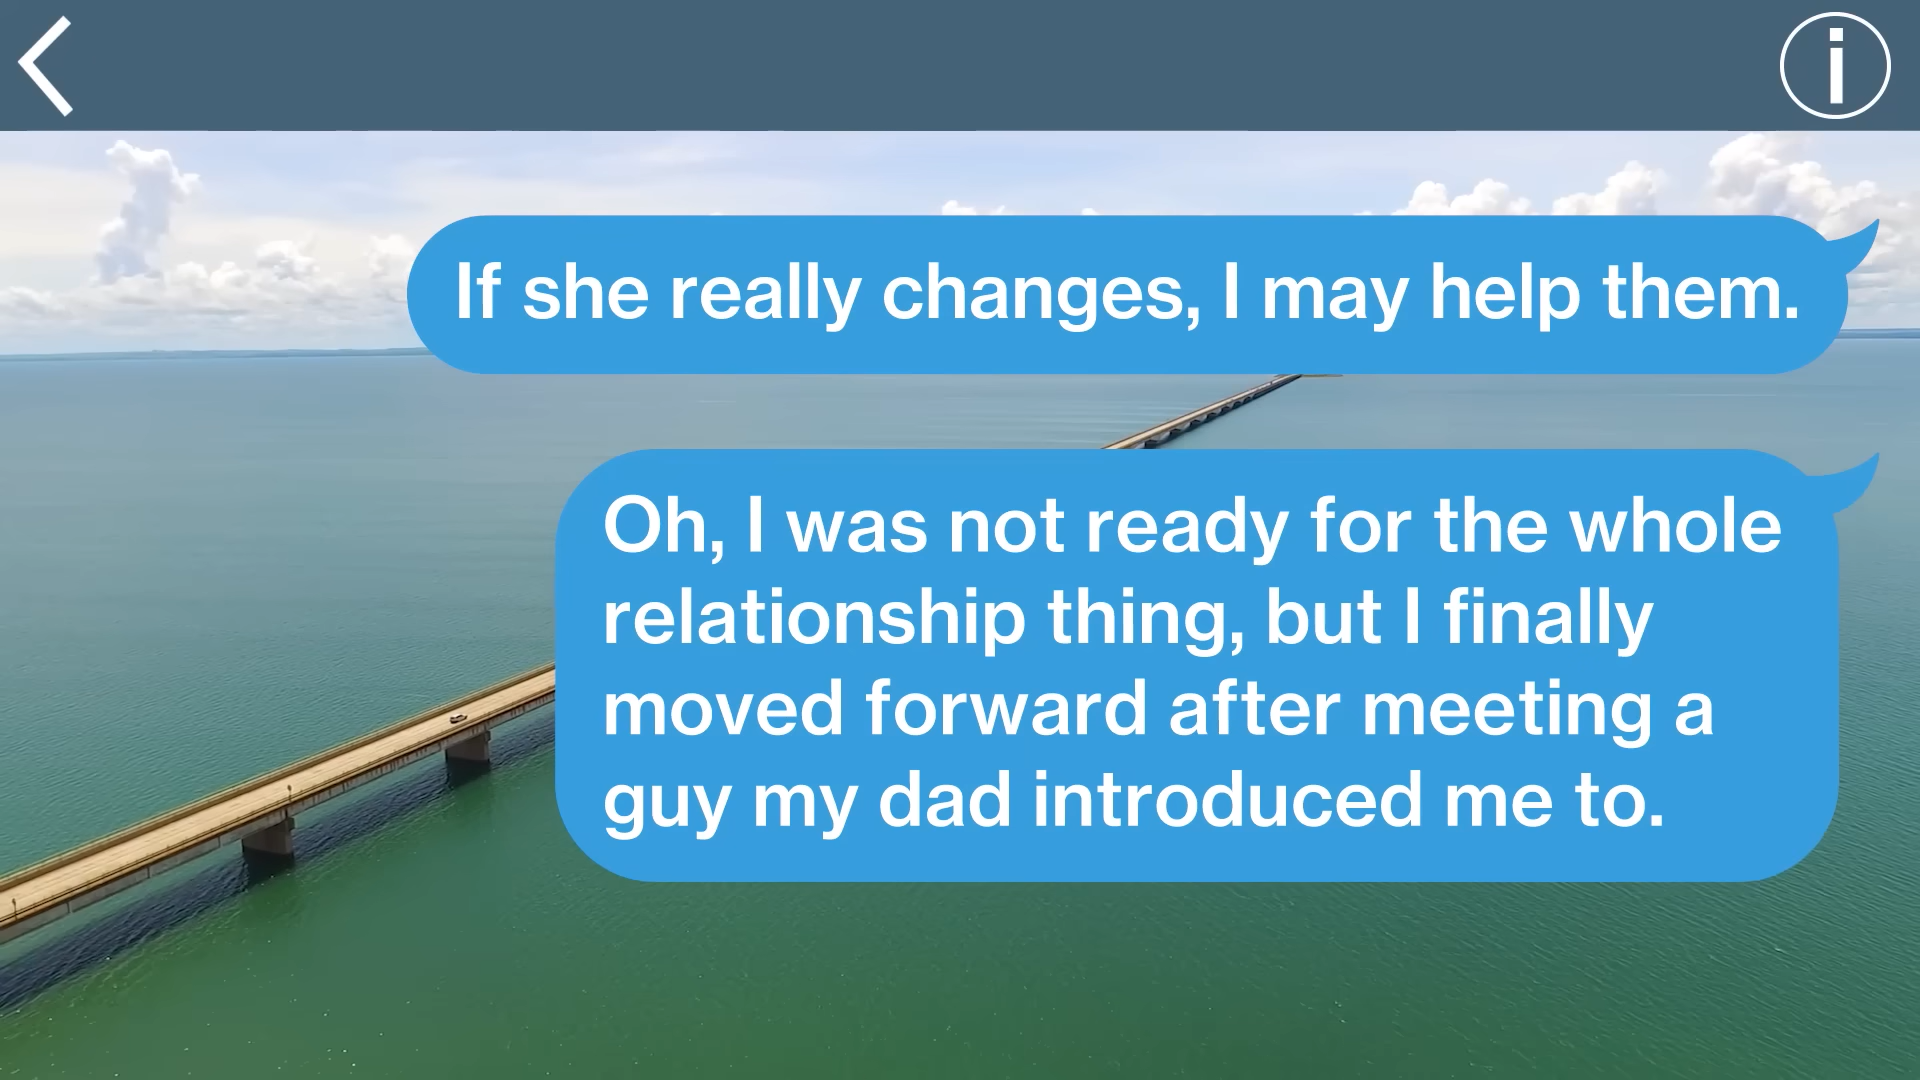 If she really changes, I may help them.
Oh, I was not ready for the whole
relationship thing, but I finally
moved forward after meeting a
guy my dad introduced me to.